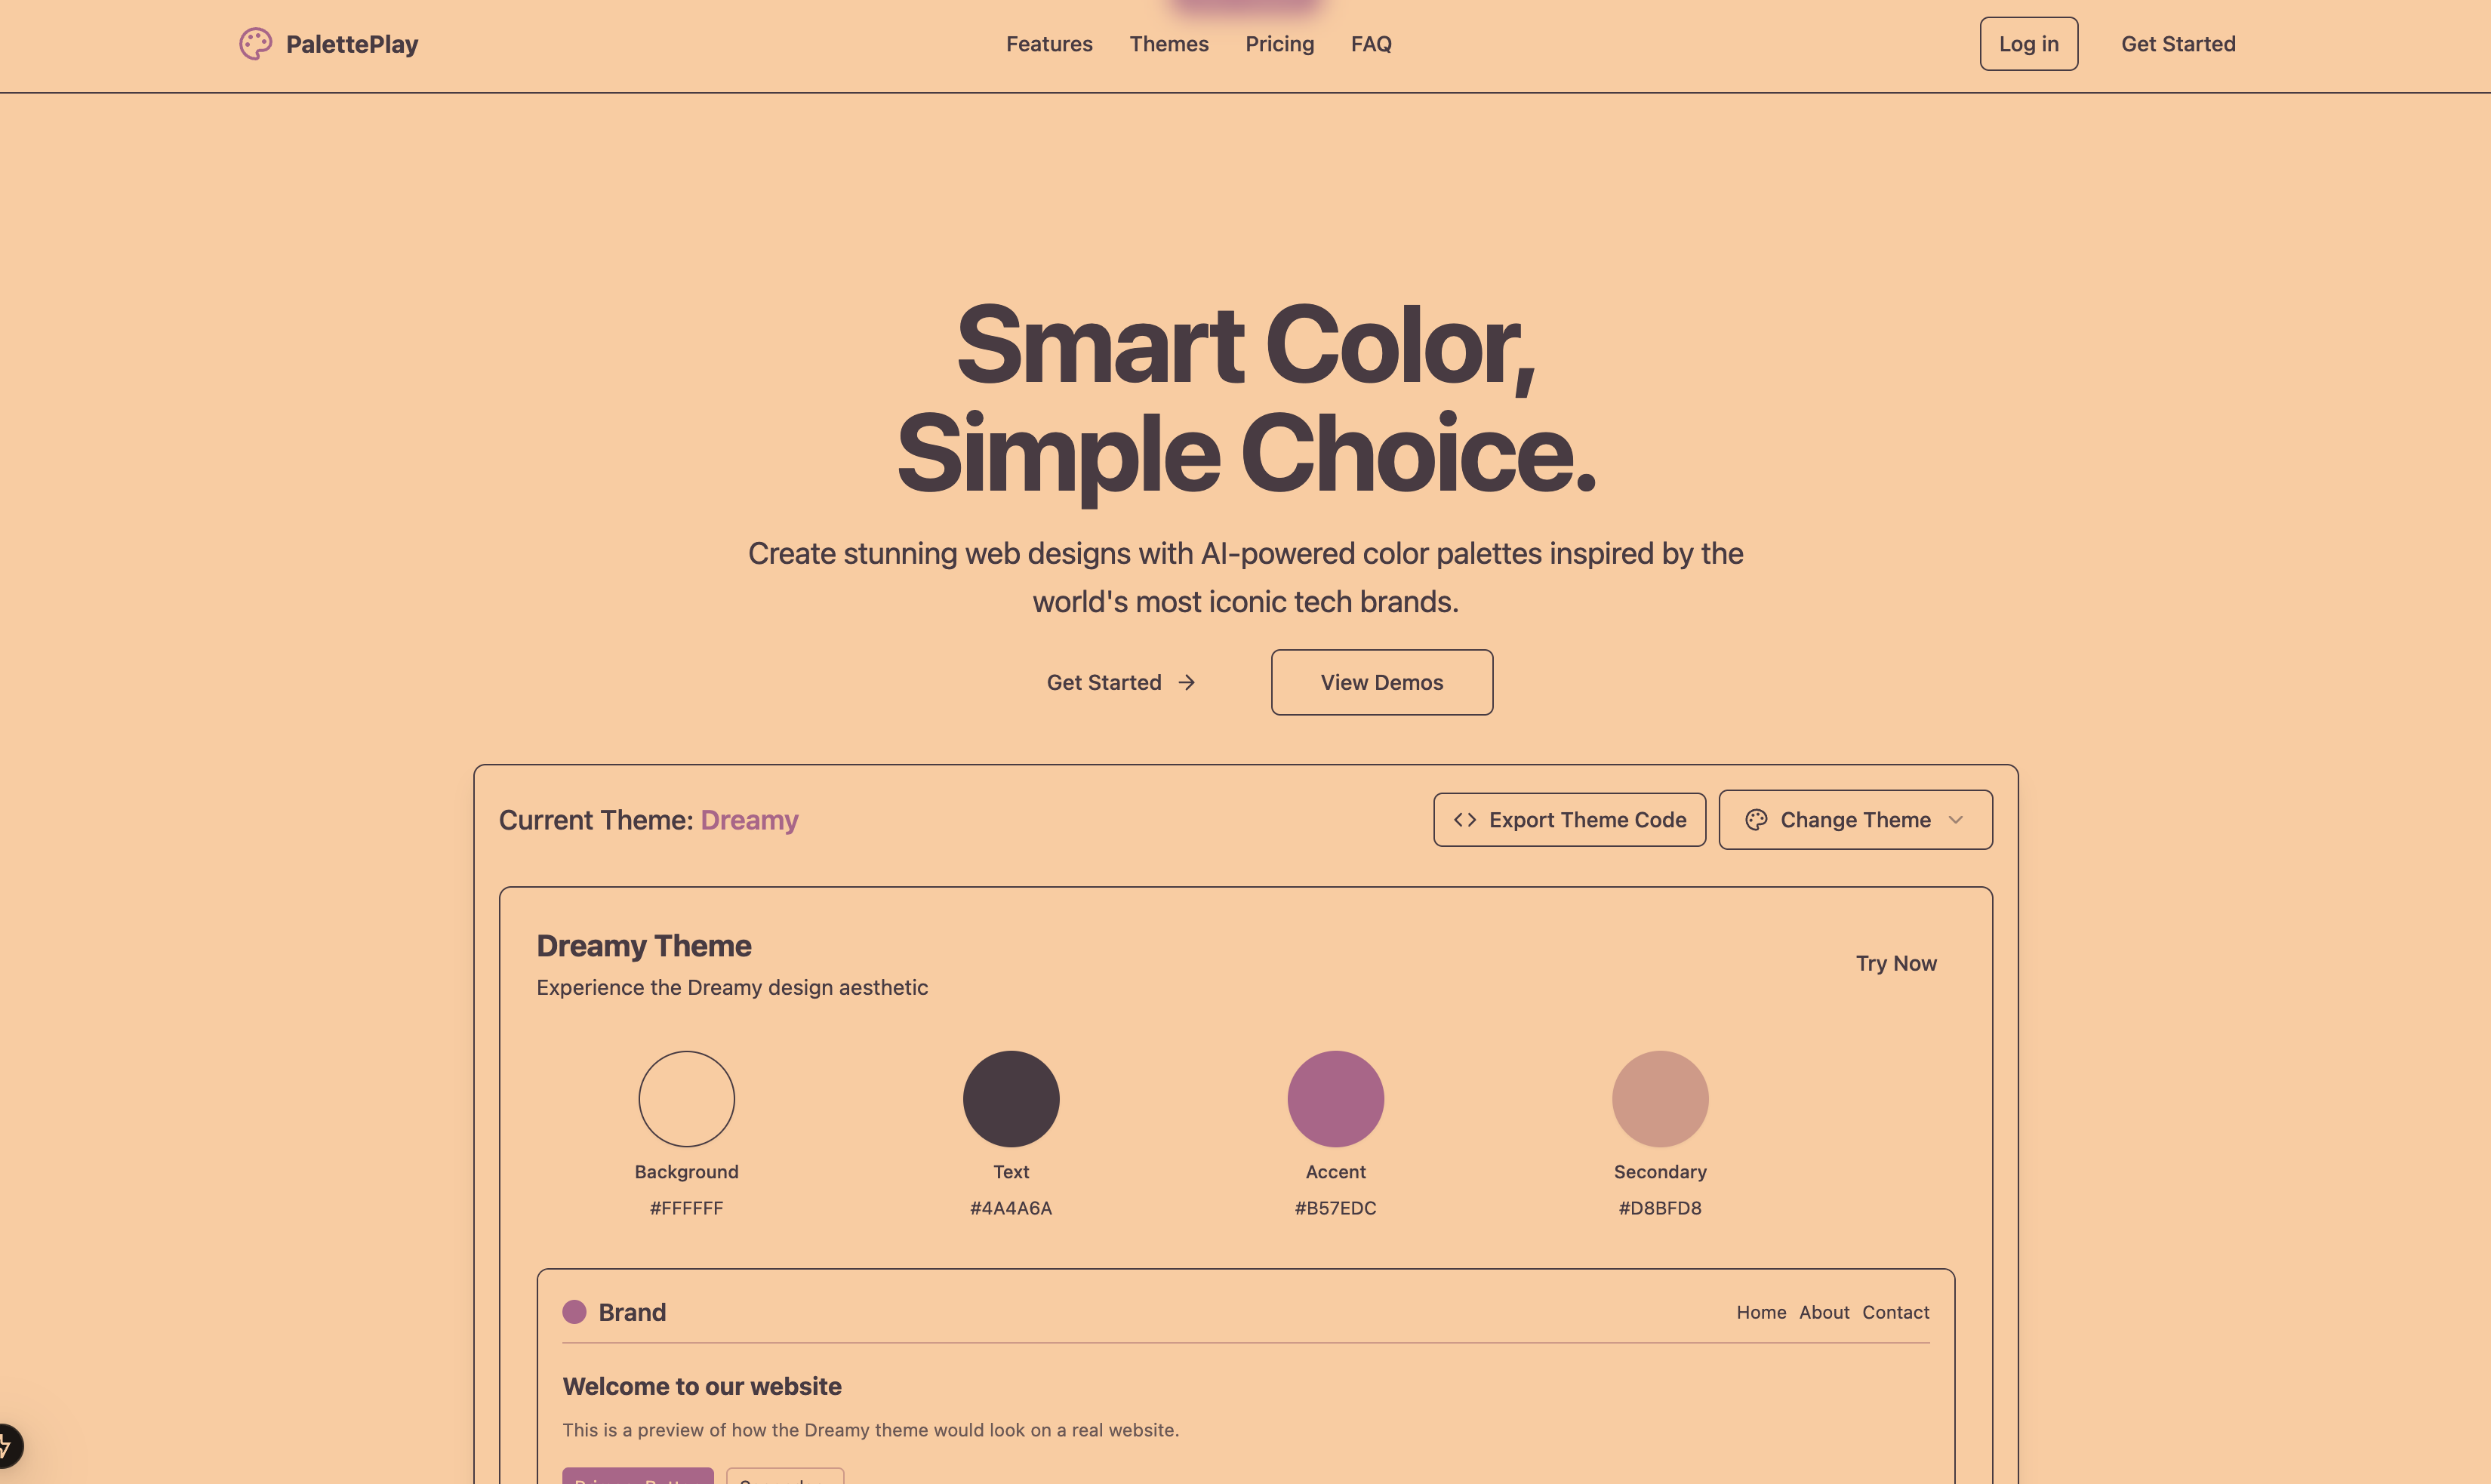 PalettePlay
Features Themes Pricing FAQ
Log in Get Started
Smart Color,
Simple Choice.
Create stunning web designs with AI-powered color palettes inspired by the
world's most iconic tech brands.
Get Started View Demos
Current Theme: Dreamy
Export Theme Code Change Theme
Dreamy Theme
Experience the Dreamy design aesthetic
Try Now
Background Text Accent Secondary
#FFFFFF #4A4A6A #B57EDC #D8BFD8
Brand
Home About Contact
Welcome to our website
This is a preview of how the Dreamy theme would look on a real website.